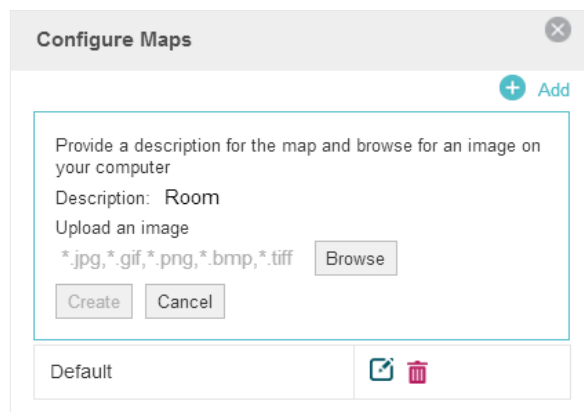 Configure Maps
Add
Provide a description for the map and browse for an image on
your computer
Description: Room
Upload an image
*.jpg,*.gif,*.png,*.bmp,*.tiff Browse
Create Cancel
Default